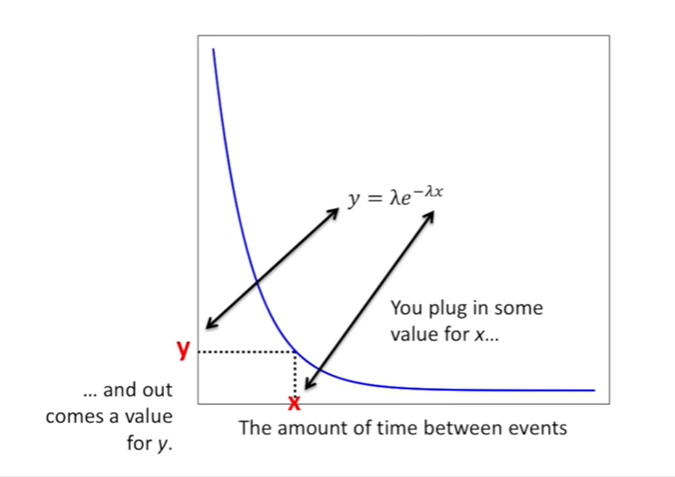 y = λe^{−λx}
You plug in some
value for x...
y
... and out
comes a value
for y.
x
The amount of time between events